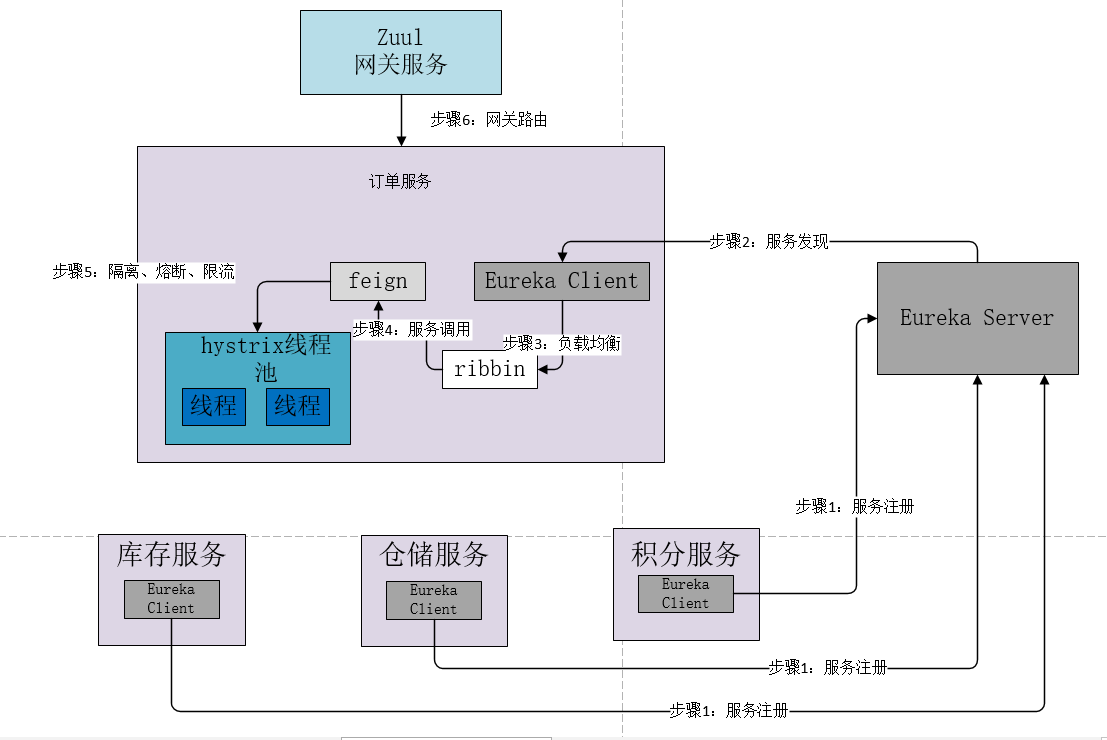 Zuul
网关服务
步骤6：网关路由
订单服务
步骤2：服务发现
步骤5：隔离、熔断、限流
feign
Eureka Client
Eureka Server
步骤4：服务调用
步骤3：负载均衡
hystrix线程
池
ribbin
线程
线程
步骤1：服务注册
库存服务
Eureka
Client
仓储服务
Eureka
Client
积分服务
Eureka
Client
步骤1：服务注册
步骤1：服务注册